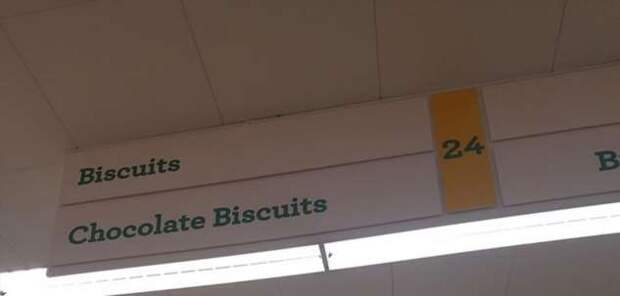 Biscuits
24
Chocolate Biscuits
B